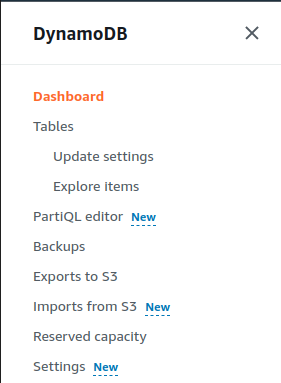 DynamoDB
Dashboard
Tables
Update settings
Explore items
PartiQL editor New
Backups
Exports to S3
Imports from S3 New
Reserved capacity
Settings New